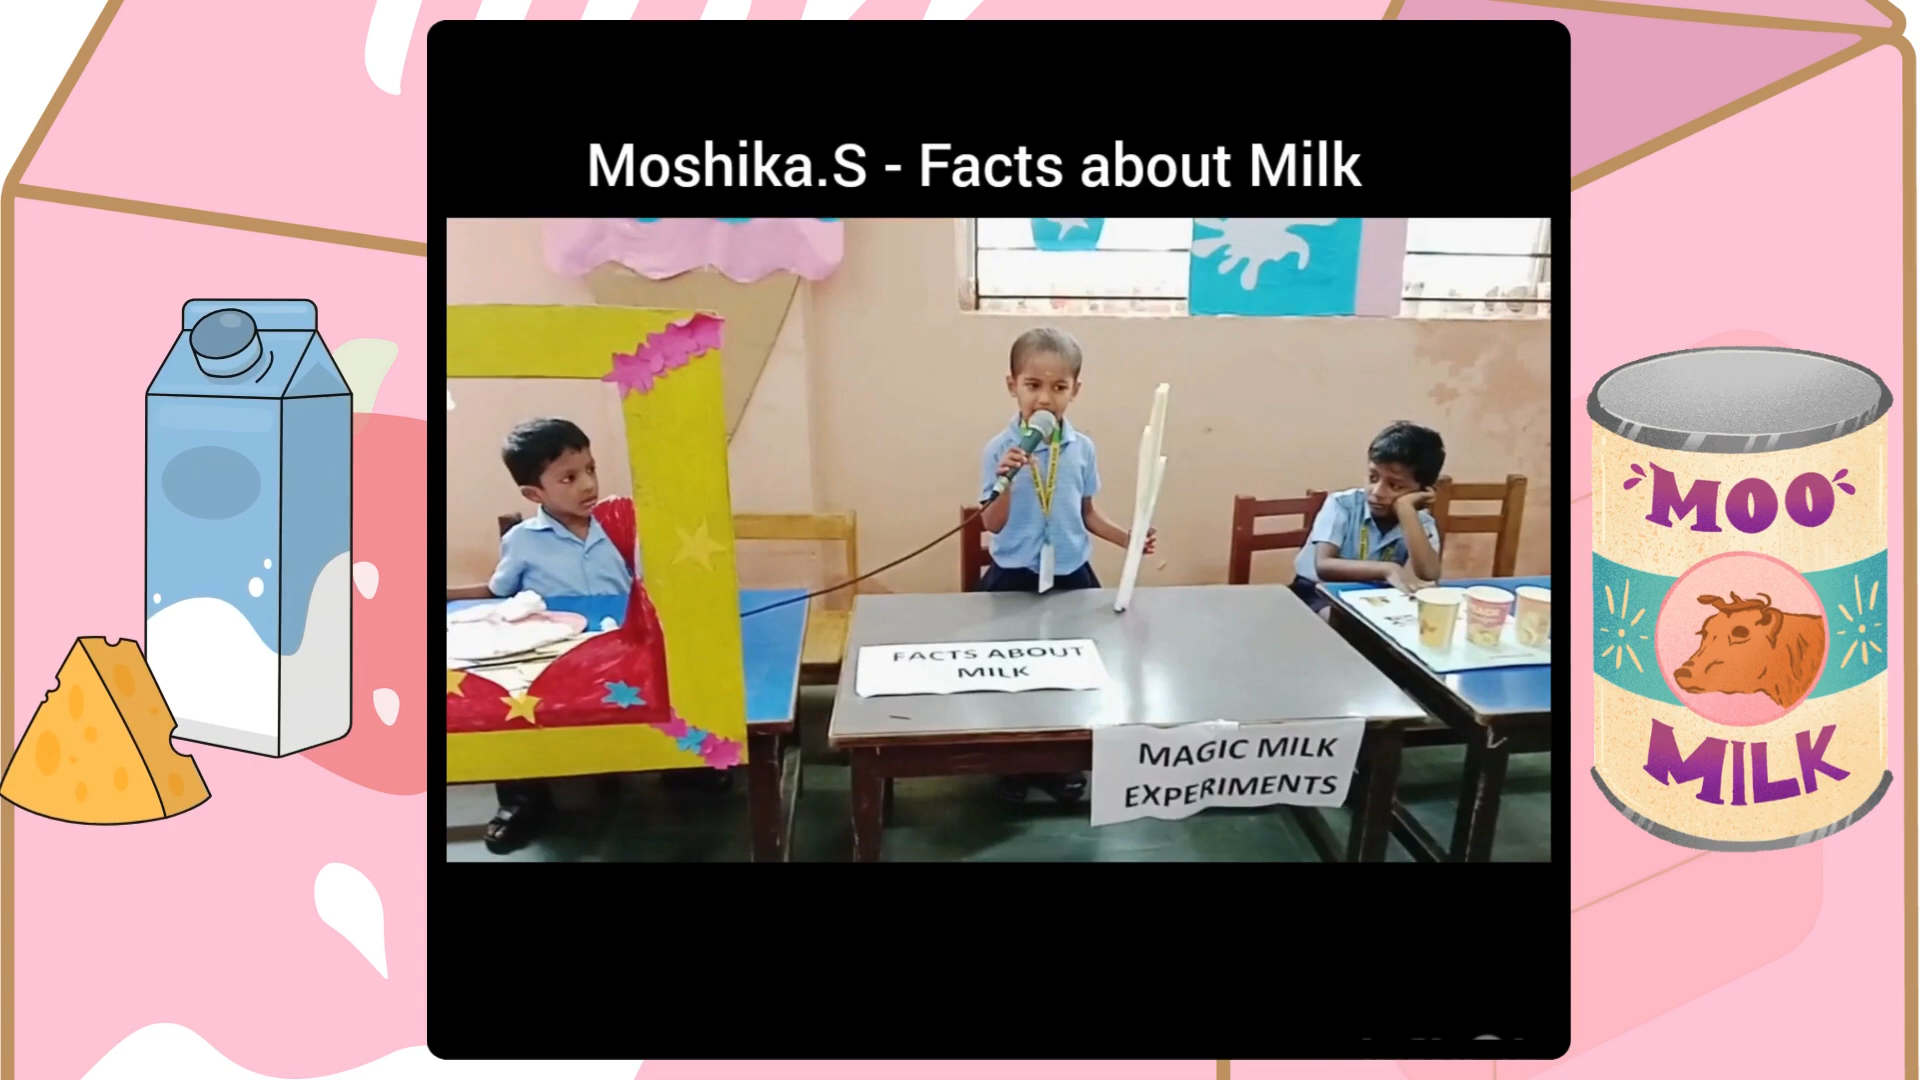 Moshika.S - Facts about Milk
FACTS ABOUT
MILK
MAGIC MILK
EXPERIMENTS
MOO
MILK